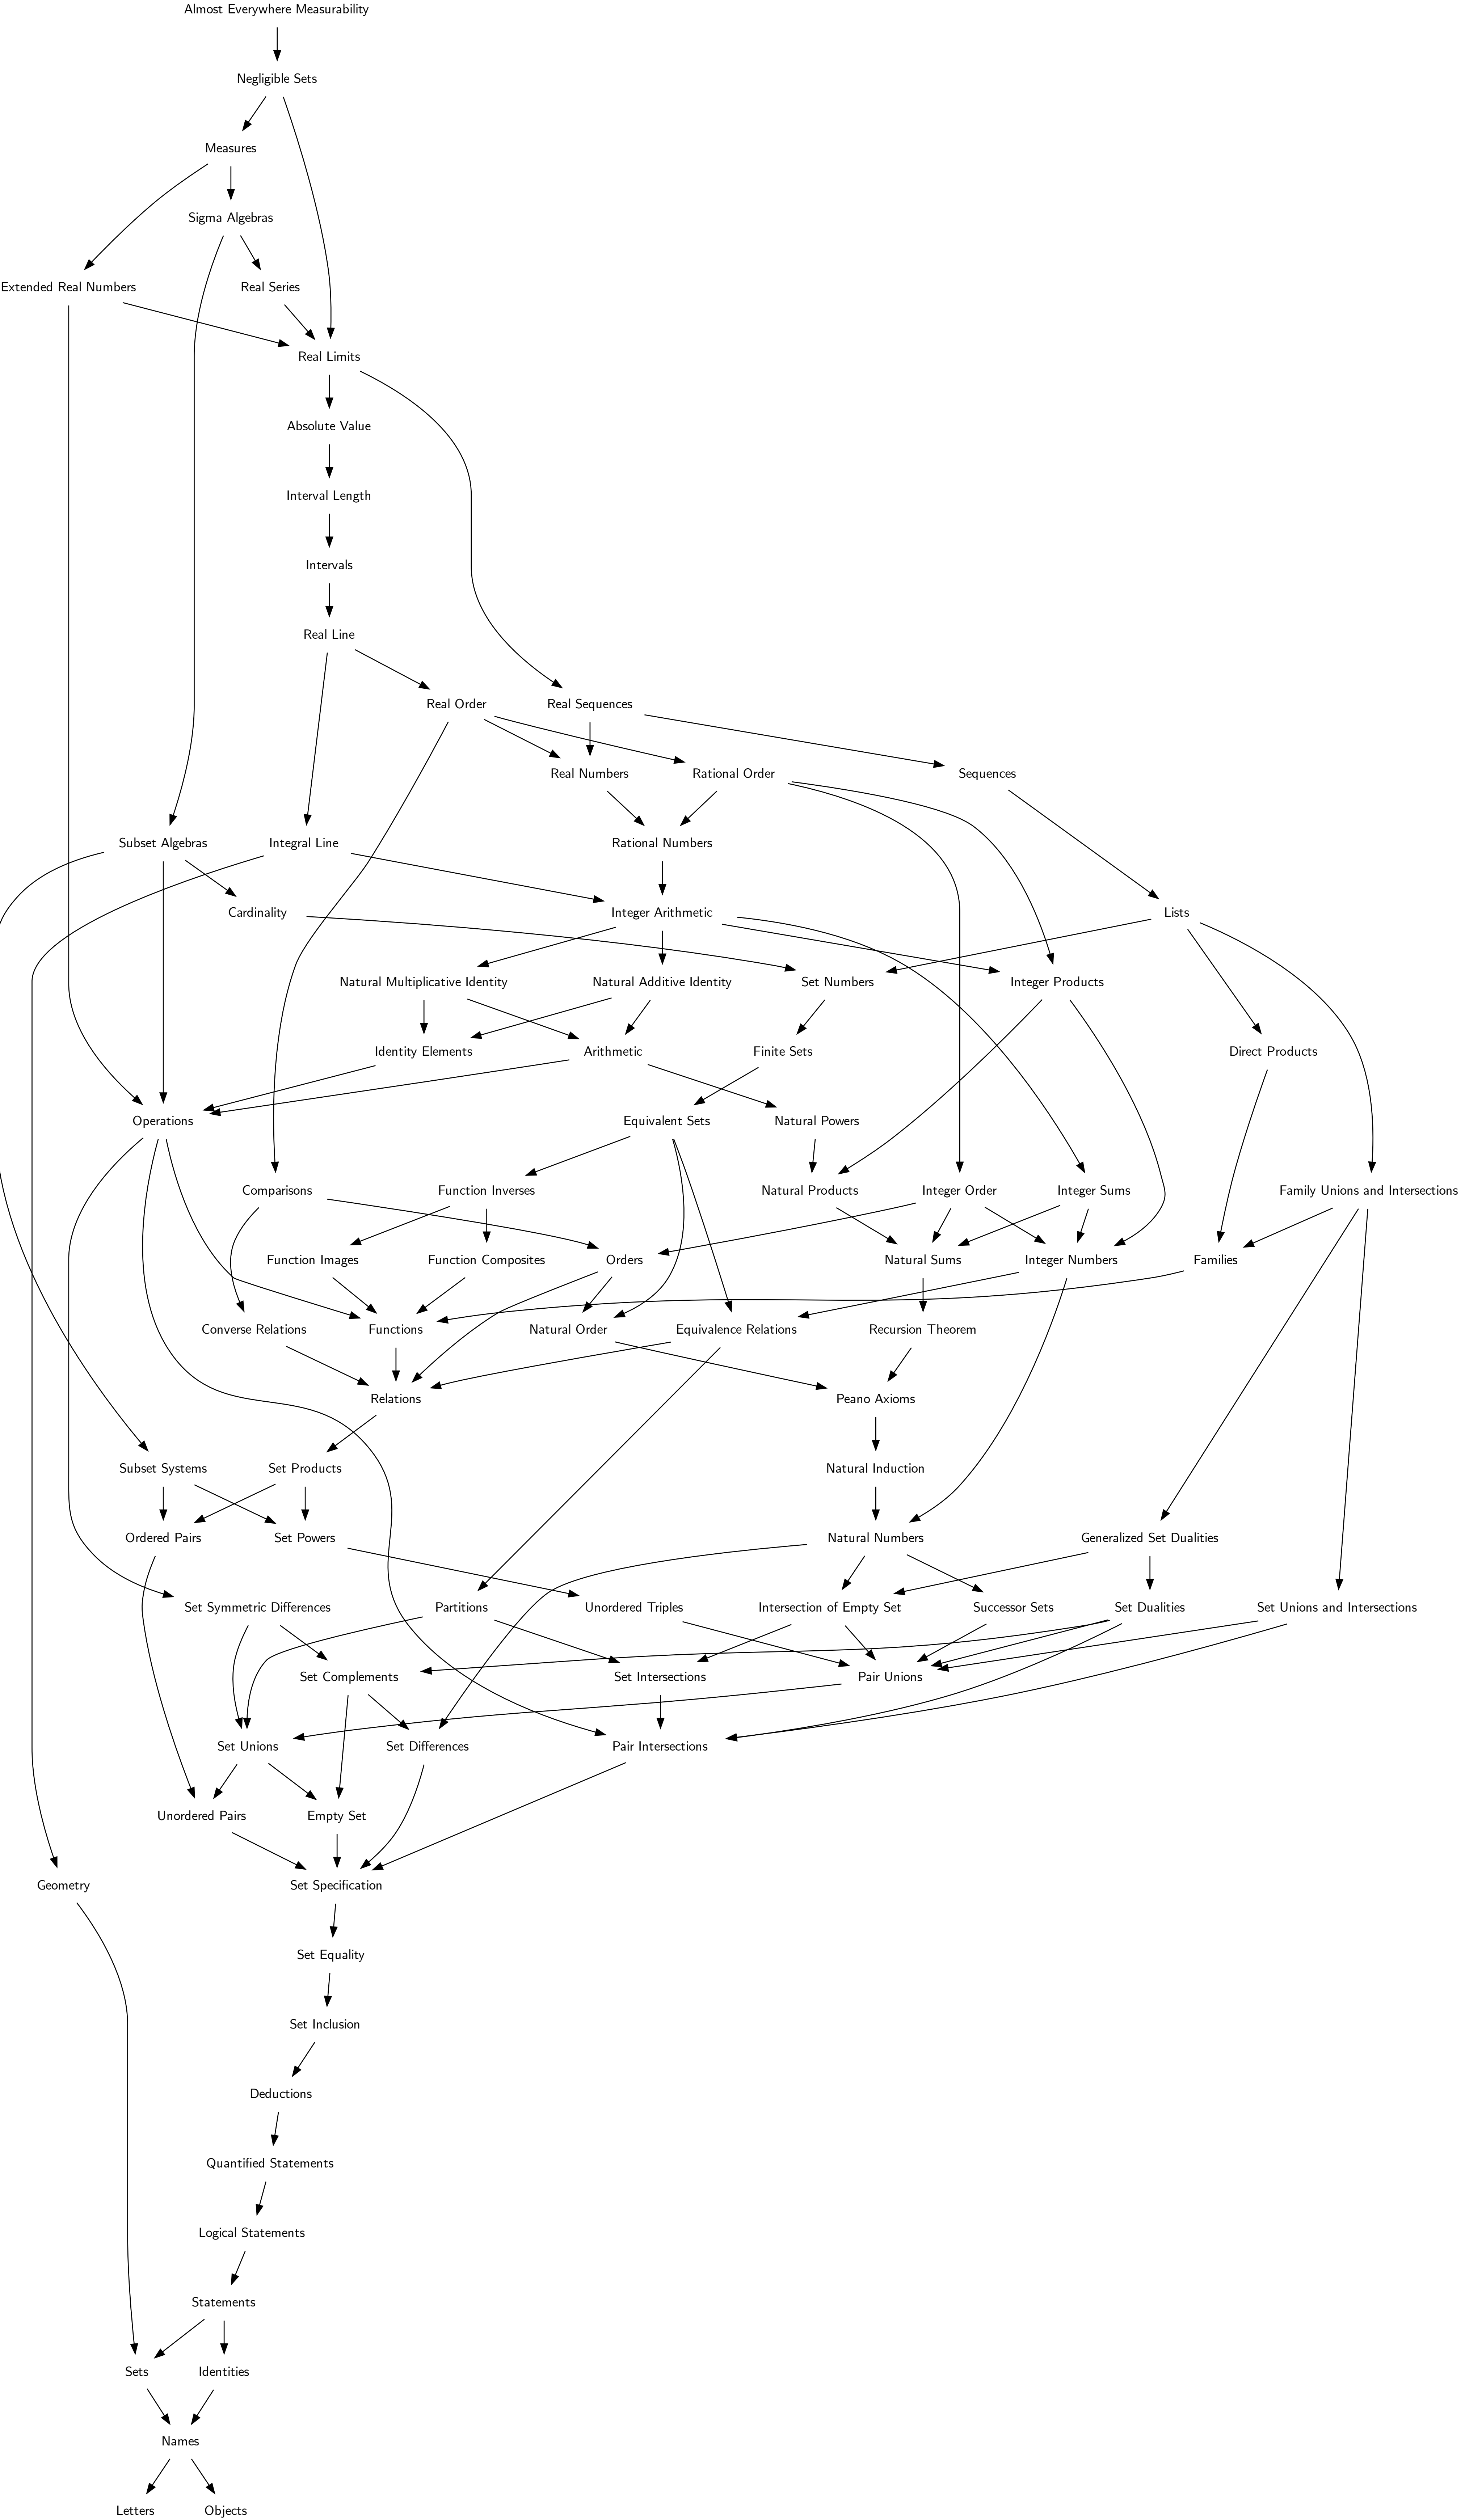 Almost Everywhere Measurability
Negligible Sets
Measures
Sigma Algebras
Extended Real Numbers
Real Series
Real Limits
Absolute Value
Interval Length
Intervals
Real Line
Real Order
Real Sequences
Real Numbers
Rational Order
Sequences
Subset Algebras
Integral Line
Rational Numbers
Cardinality
Integer Arithmetic
Lists
Natural Multiplicative Identity
Natural Additive Identity
Set Numbers
Integer Products
Identity Elements
Arithmetic
Finite Sets
Direct Products
Operations
Equivalent Sets
Natural Powers
Comparisons
Function Inverses
Natural Products
Integer Order
Integer Sums
Family Unions and Intersections
Function Images
Function Composites
Orders
Natural Sums
Integer Numbers
Families
Converse Relations
Functions
Natural Order
Equivalence Relations
Recursion Theorem
Relations
Peano Axioms
Subset Systems
Set Products
Natural Induction
Ordered Pairs
Set Powers
Natural Numbers
Generalized Set Dualities
Set Symmetric Differences
Partitions
Unordered Triples
Intersection of Empty Set
Successor Sets
Set Dualities
Set Unions and Intersections
Set Complements
Set Intersections
Pair Unions
Set Unions
Set Differences
Pair Intersections
Unordered Pairs
Empty Set
Geometry
Set Specification
Set Equality
Set Inclusion
Deductions
Quantified Statements
Logical Statements
Statements
Sets
Identities
Names
Letters
Objects